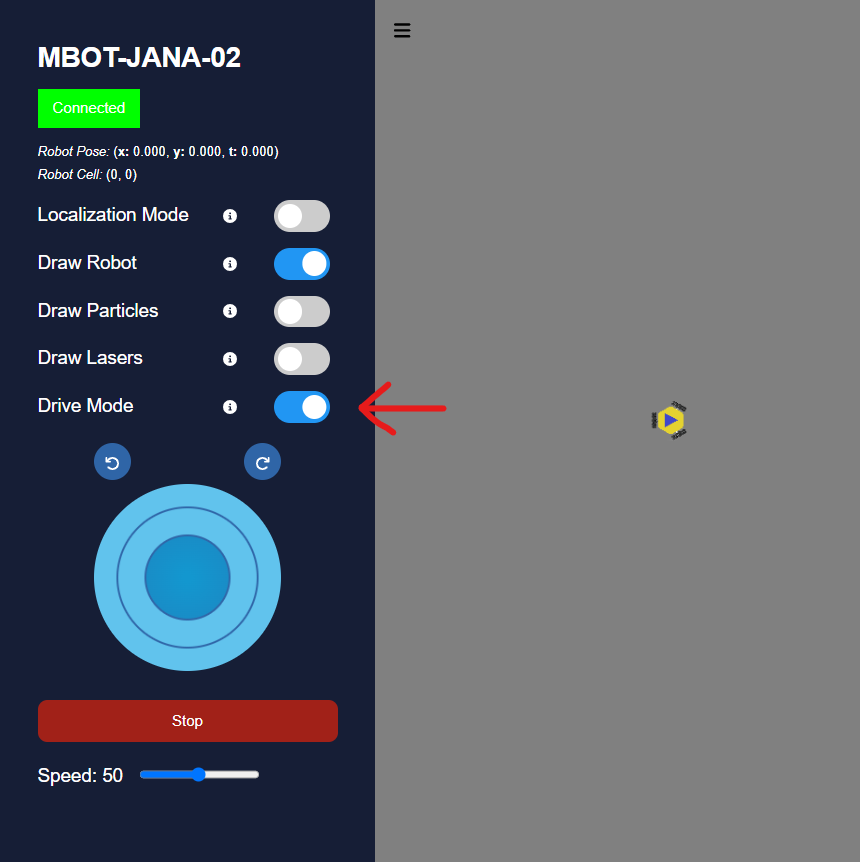 MBOT-JANA-02
Connected
Robot Pose: (x: 0.000, y: 0.000, t: 0.000)
Robot Cell: (0, 0)
Localization Mode
Draw Robot
Draw Particles
Draw Lasers
Drive Mode
Stop
Speed: 50